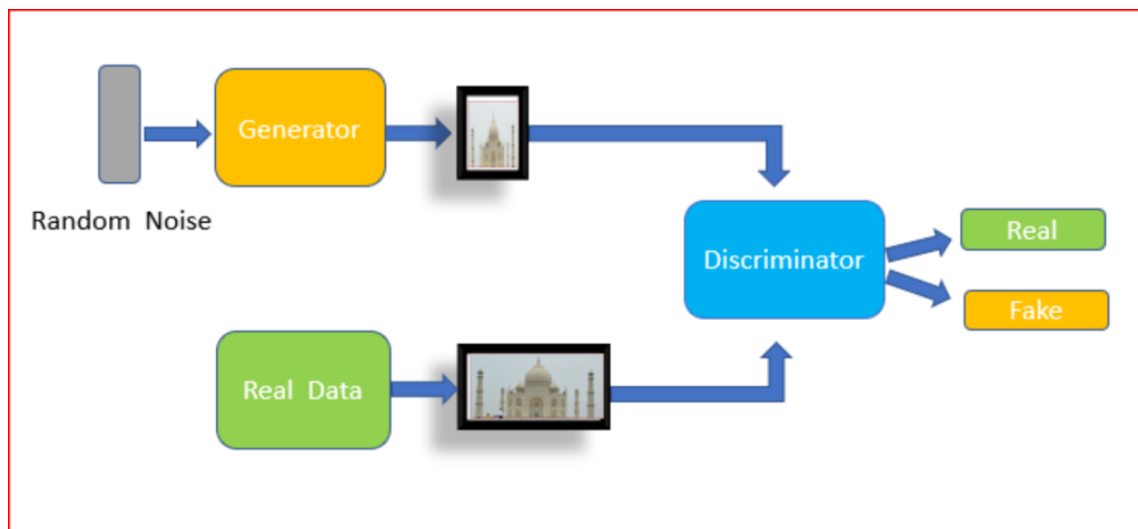 Generator
Random Noise
Discriminator
Real
Fake
Real Data